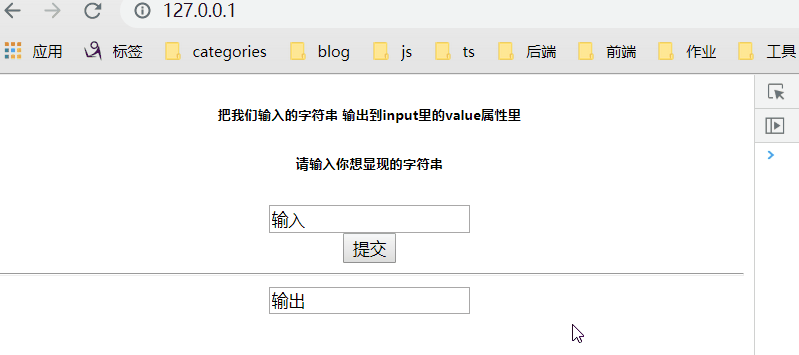 127.0.0.1
应用 标签 categories blog js ts 后端 前端 作业 工具
把我们输入的字符串 输出到input里的value属性里
请输入你想显现的字符串
输入
提交
输出